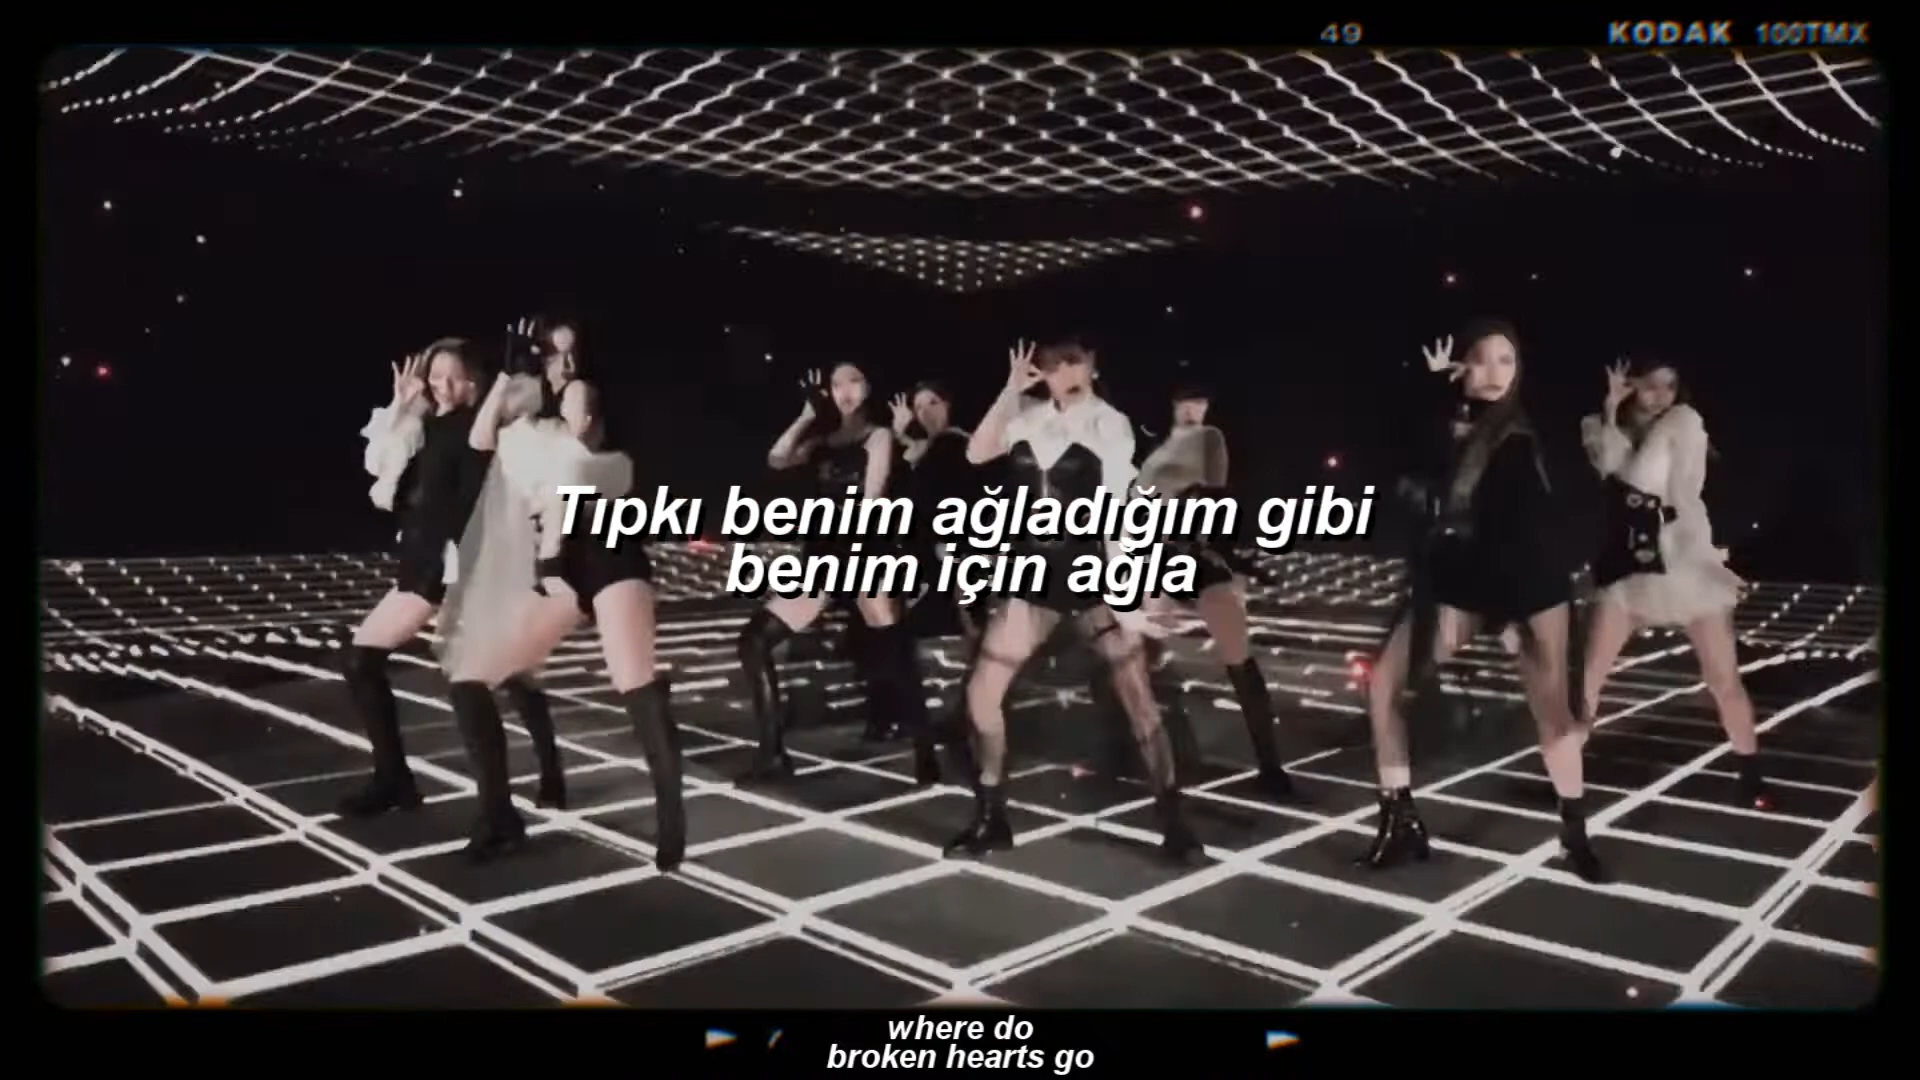 49 KODAK 100TMX
Tıpkı benim ağladığım gibi
benim için ağla
where do
broken hearts go